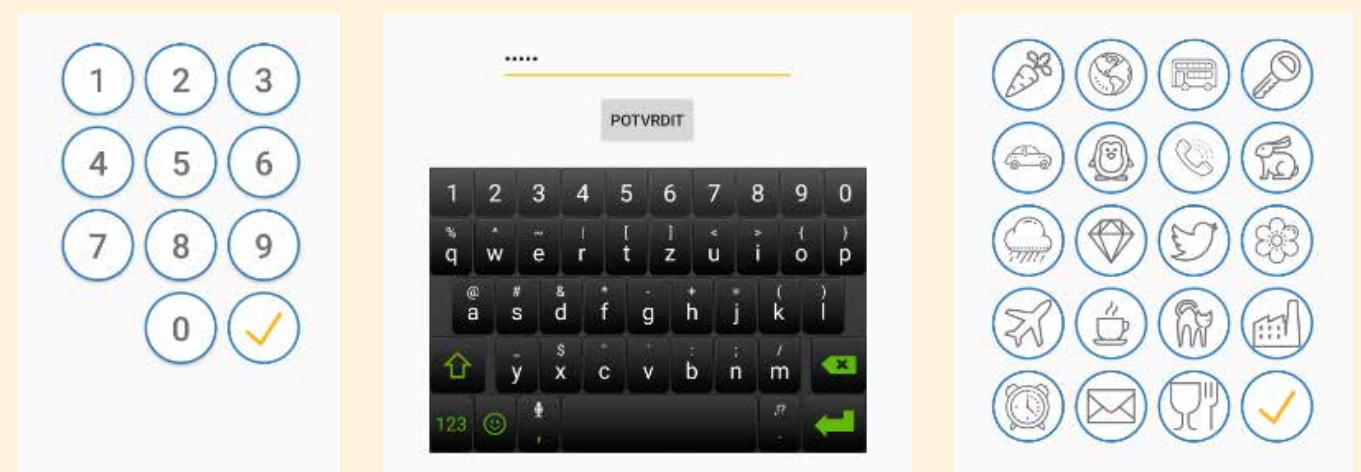 1 2 3
4 5 6
7 8 9
0
•••••
POTVRDIT
1 2 3 4 5 6 7 8 9 0
% ^ ~ | [ ] < > { }
q w e r t z u i o p
@ # & * - + = ( )
a s d f g h j k l
_ $ " ' : ; /
y x c v b n m
,!?
123 , .